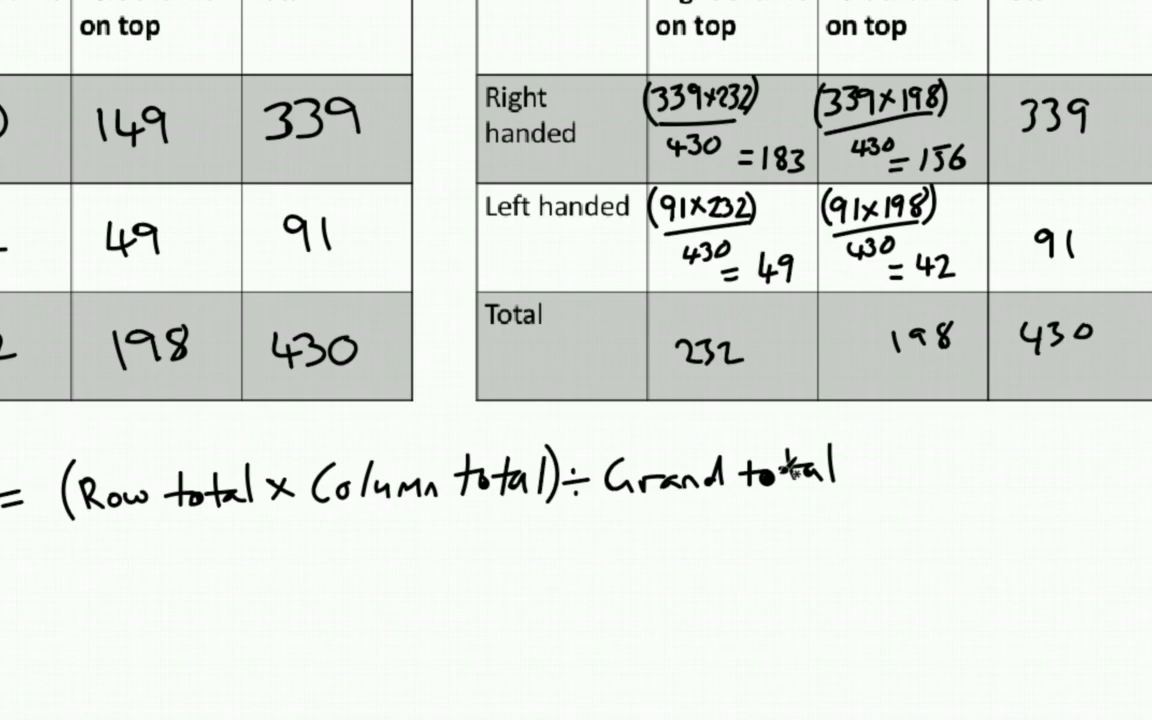 on top
149 339
49 91
198 430
on top on top
Right handed (339×232) / 430 = 183 (339×198) / 430 = 156 339
Left handed (91×232) / 430 = 49 (91×198) / 430 = 42 91
Total 232 198 430
= (Row total × Column total) ÷ Grand total